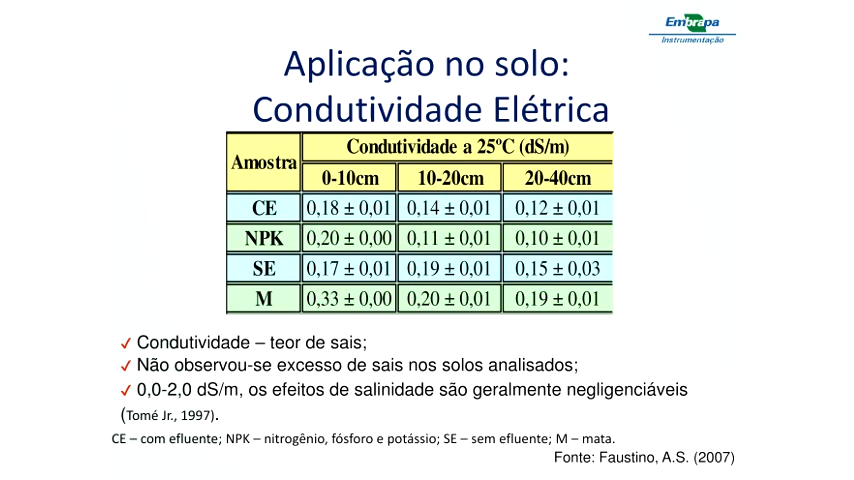 Embrapa
Instrumentação
Aplicação no solo:
Condutividade Elétrica
Amostra Condutividade a 25ºC (dS/m)
0-10cm 10-20cm 20-40cm
CE 0,18 ± 0,01 0,14 ± 0,01 0,12 ± 0,01
NPK 0,20 ± 0,00 0,11 ± 0,01 0,10 ± 0,01
SE 0,17 ± 0,01 0,19 ± 0,01 0,15 ± 0,03
M 0,33 ± 0,00 0,20 ± 0,01 0,19 ± 0,01
✓ Condutividade – teor de sais;
✓ Não observou-se excesso de sais nos solos analisados;
✓ 0,0-2,0 dS/m, os efeitos de salinidade são geralmente negligenciáveis
(Tomé Jr., 1997).
CE – com efluente; NPK – nitrogênio, fósforo e potássio; SE – sem efluente; M – mata.
Fonte: Faustino, A.S. (2007)